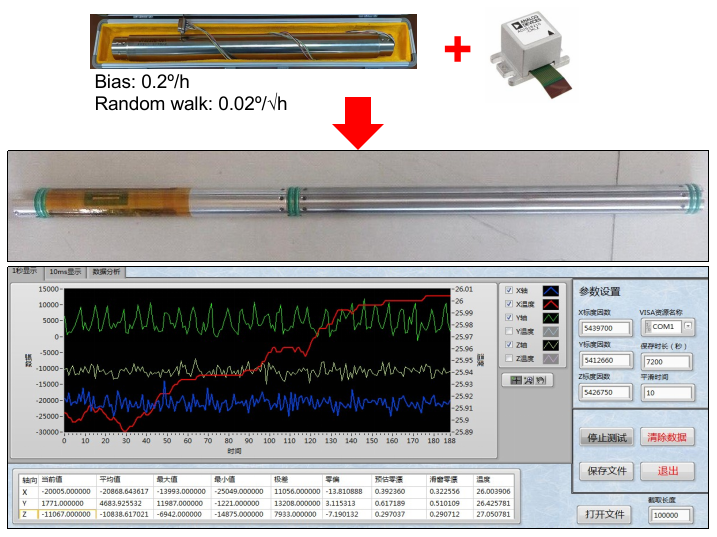 ANALOG
DEVICES
+
Bias: 0.2º/h
Random walk: 0.02º/√h
1秒显示 10ms显示 数据分析
15000
10000
5000
0
-5000
-10000
-15000
-20000
-25000
-30000
26.01
26
25.99
25.98
25.97
25.96
25.95
25.94
25.93
25.92
25.91
25.9
25.89
0 10 20 30 40 50 60 70 80 90 100 110 120 130 140 150 160 170 188
时间
X轴
X温度
Y轴
Y温度
Z轴
Z温度
参数设置
X标度因数 VISA资源名称
5439700 COM1
Y标度因数 保存时长（秒）
5412660 7200
Z标度因数 平滑时间
5426750 10
停止测试 清除数据
保存文件 退出
截取长度
打开文件 100000
轴向 当前值 平均值 最大值 最小值 极差 零偏 预估零漂 滑窗零漂 温度
X -20005.000000 -20868.643617 -13993.000000 -25049.000000 11056.000000 -13.810888 0.392360 0.322556 26.003906
Y 1771.000000 4683.925532 11987.000000 -1221.000000 13208.000000 3.115313 0.617189 0.510109 26.425781
Z -11067.000000 -10838.617021 -6942.000000 -14875.000000 7933.000000 -7.190132 0.297037 0.290712 27.050781